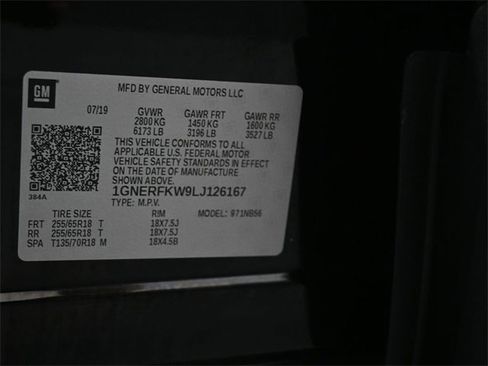 GM
MFD BY GENERAL MOTORS LLC
07/19 GVWR GAWR FRT GAWR RR
2800 KG 1450 KG 1600 KG
6173 LB 3196 LB 3527 LB
THIS VEHICLE CONFORMS TO ALL
APPLICABLE U.S. FEDERAL MOTOR
VEHICLE SAFETY STANDARDS IN EFFECT
ON THE DATE OF MANUFACTURE
SHOWN ABOVE.
384A 1GNERFKW9LJ126167
TYPE: M.P.V. MODEL: 971NB56
TIRE SIZE RIM
FRT 255/65R18 T 18X7.5J
RR 255/65R18 T 18X7.5J
SPA T135/70R18 M 18X4.5B